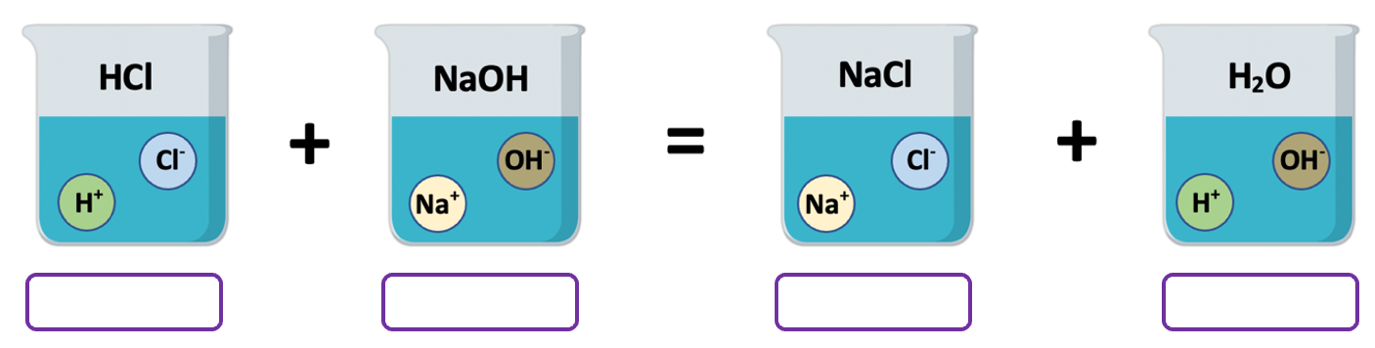 HCl
Cl⁻
H⁺
+
NaOH
OH⁻
Na⁺
=
NaCl
Cl⁻
Na⁺
+
H₂O
OH⁻
H⁺